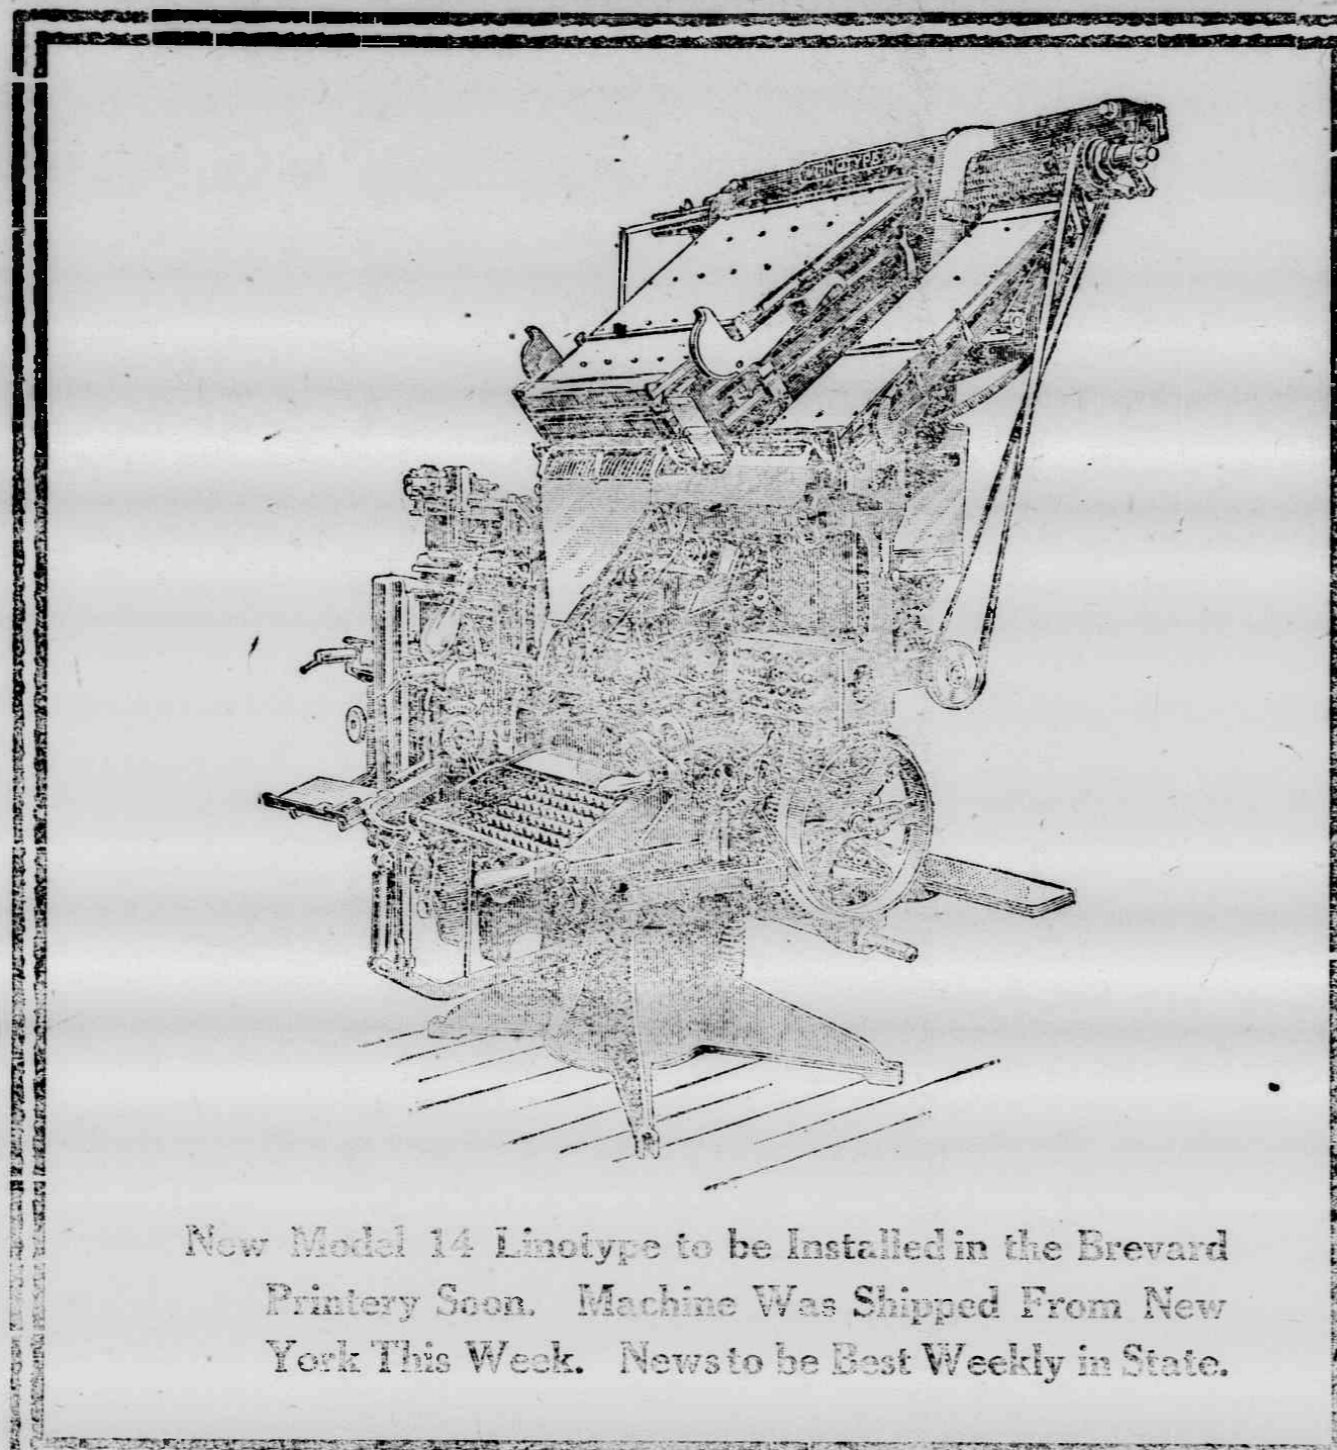 LINOTYPE
New Model 14 Linotype to be Installed in the Brevard
Printery Soon. Machine Was Shipped From New
York This Week. News to be Best Weekly in State.